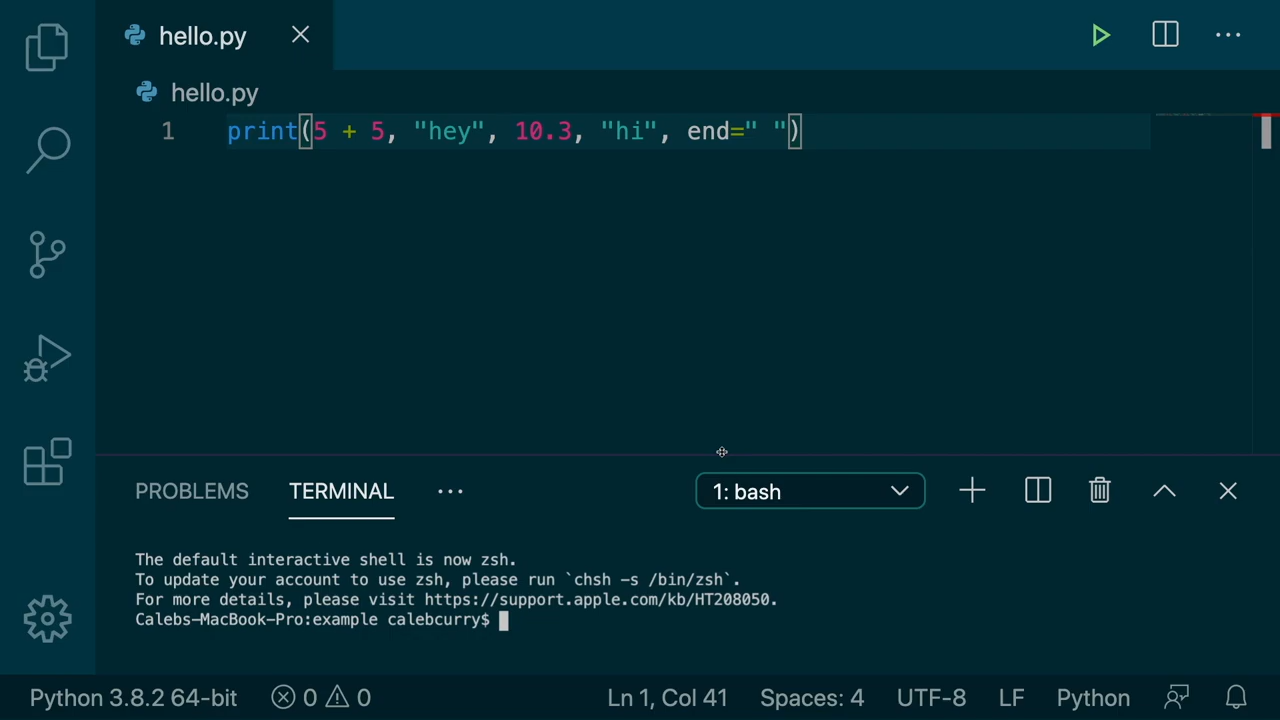 hello.py
hello.py
1 print(5 + 5, "hey", 10.3, "hi", end=" ")
PROBLEMS TERMINAL ... 1: bash
The default interactive shell is now zsh.
To update your account to use zsh, please run `chsh -s /bin/zsh`.
For more details, please visit https://support.apple.com/kb/HT208050.
Calebs-MacBook-Pro:example calebcurry$
Python 3.8.2 64-bit 0 0 Ln 1, Col 41 Spaces: 4 UTF-8 LF Python